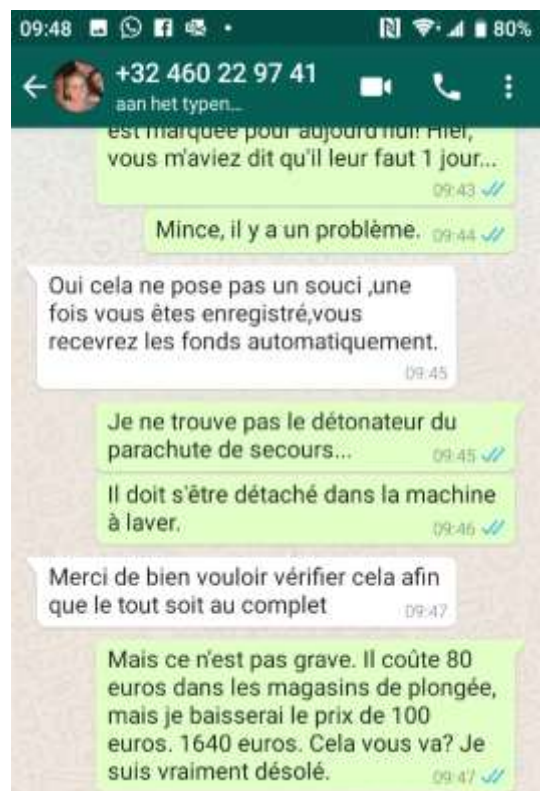 09:48 80%
+32 460 22 97 41
aan het typen...
est marquée pour aujourd'hui! Hier,
vous m'aviez dit qu'il leur faut 1 jour...
09:43
Mince, il y a un problème. 09:44
Oui cela ne pose pas un souci ,une
fois vous êtes enregistré,vous
recevrez les fonds automatiquement.
09:45
Je ne trouve pas le détonateur du
parachute de secours... 09:45
Il doit s'être détaché dans la machine
à laver. 09:46
Merci de bien vouloir vérifier cela afin
que le tout soit au complet 09:47
Mais ce n'est pas grave. Il coûte 80
euros dans les magasins de plongée,
mais je baisserai le prix de 100
euros. 1640 euros. Cela vous va? Je
suis vraiment désolé. 09:47